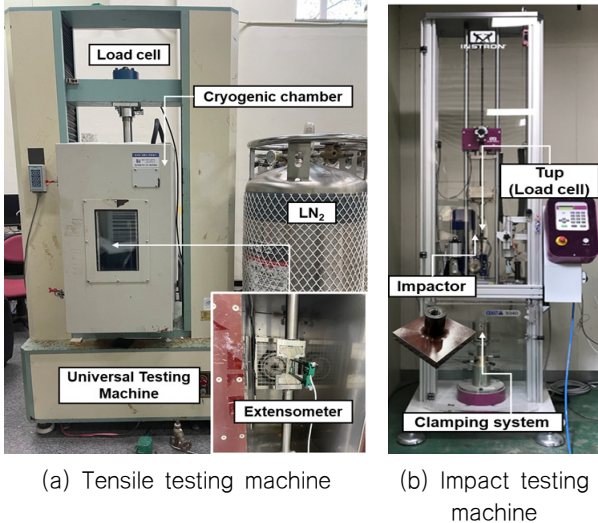 Load cell
Cryogenic chamber
LN2
Universal Testing
Machine
Extensometer
(a) Tensile testing machine
INSTRON
Tup
(Load cell)
Impactor
Clamping system
(b) Impact testing
machine